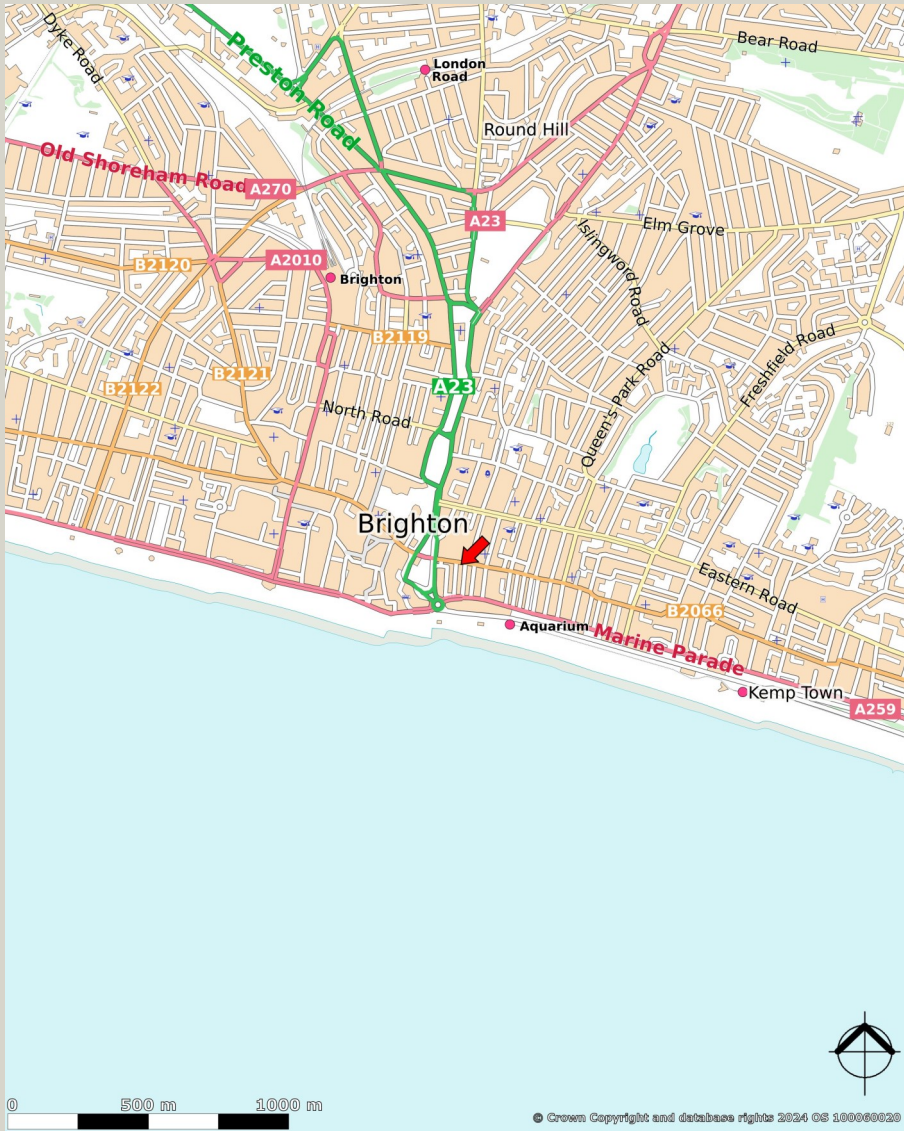 Dyke Road
Preston Road
London
Road
Bear Road
Round Hill
Old Shoreham Road
A270
A23
Elm Grove
Islingword Road
B2120
A2010
Brighton
B2119
Freshfield Road
Queen's Park Road
B2122
B2121
A23
North Road
Brighton
Eastern Road
B2066
Aquarium
Marine Parade
Kemp Town
A259
0
500 m
1000 m
© Crown Copyright and database rights 2024 OS 100060020